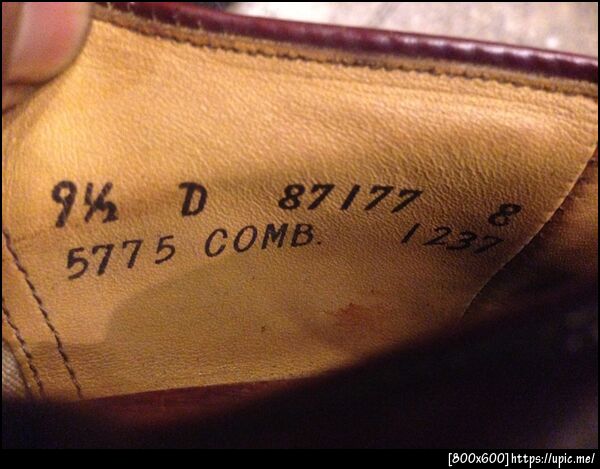 9½ D 87177 8
5775 COMB. 1237
[800x600]https://upic.me/